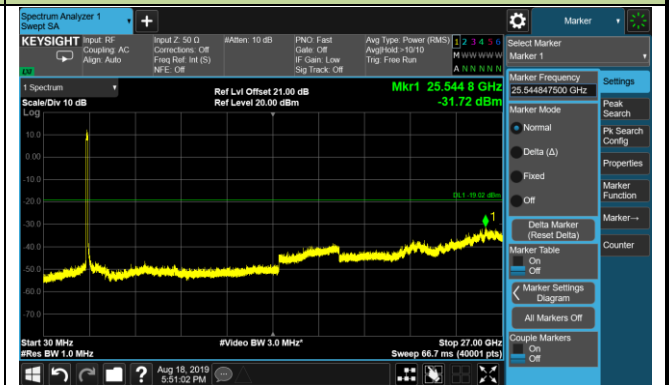 Spectrum Analyzer 1
Swept SA
Marker
KEYSIGHT
Input: RF
Coupling: AC
Align: Auto
Input Z: 50 Ω
Corrections: Off
Freq Ref: Int (S)
NFE: Off
#Atten: 10 dB
PNO: Fast
Gate: Off
IF Gain: Low
Sig Track: Off
Avg Type: Power (RMS)
Avg|Hold:>10/10
Trig: Free Run
1 2 3 4 5 6
M W W W W W
A N N N N N
Select Marker
Marker 1
1 Spectrum
Scale/Div 10 dB
Log
Ref Lvl Offset 21.00 dB
Ref Level 20.00 dBm
Mkr1 25.544 8 GHz
-31.72 dBm
10.0
0.00
-10.0
-20.0
-30.0
-40.0
-50.0
-60.0
-70.0
DL1 -19.02 dBm
1
Start 30 MHz
#Res BW 1.0 MHz
#Video BW 3.0 MHz*
Stop 27.00 GHz
Sweep 66.7 ms (40001 pts)
Marker Frequency
25.544847500 GHz
Marker Mode
Normal
Delta (Δ)
Fixed
Off
Delta Marker
(Reset Delta)
Marker Table
On
Off
Marker Settings
Diagram
All Markers Off
Couple Markers
On
Off
Settings
Peak
Search
Pk Search
Config
Properties
Marker
Function
Marker→
Counter
Aug 18, 2019
5:51:02 PM